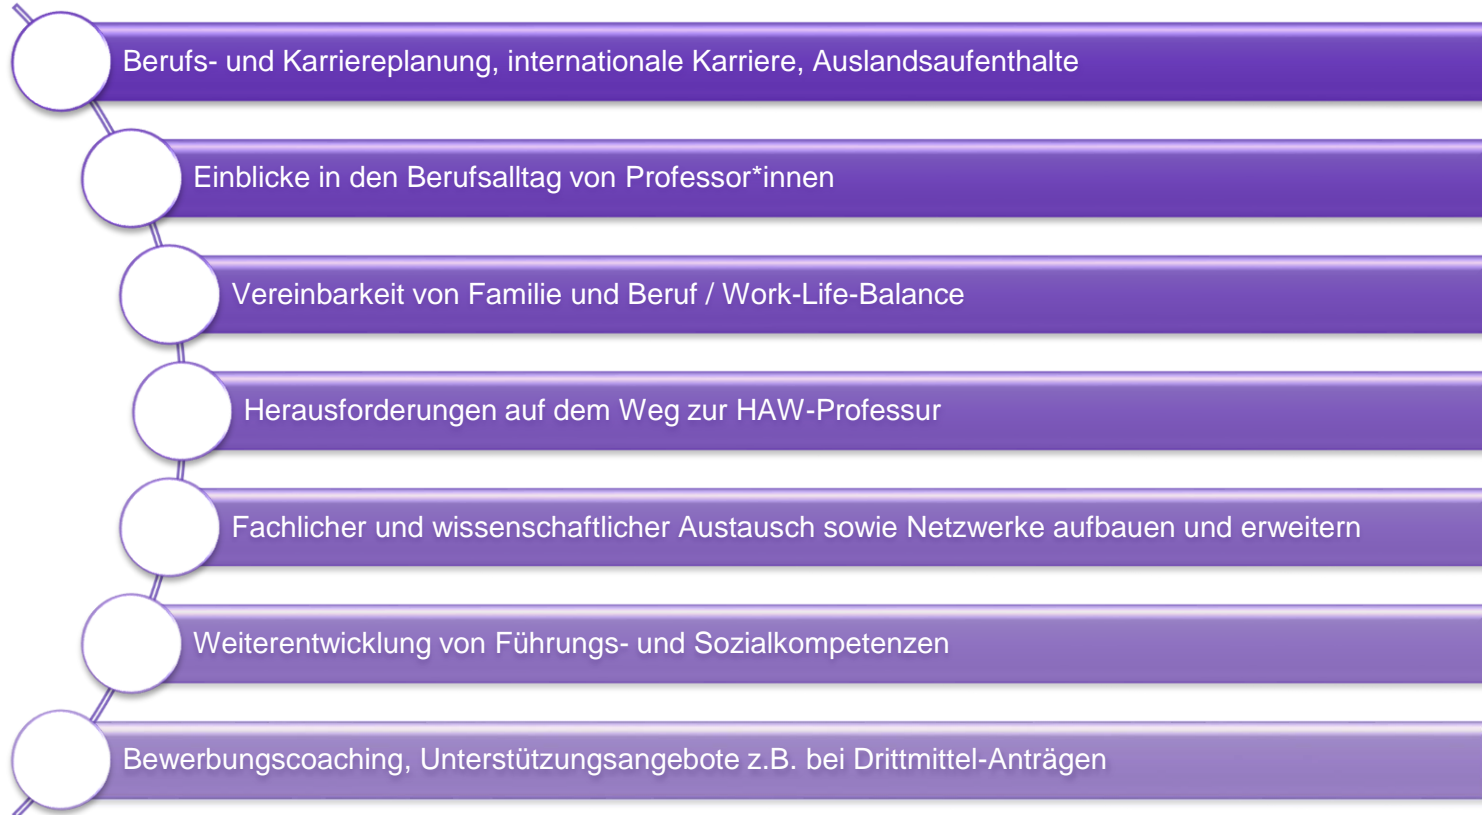 Berufs- und Karriereplanung, internationale Karriere, Auslandsaufenthalte
Einblicke in den Berufsalltag von Professor*innen
Vereinbarkeit von Familie und Beruf / Work-Life-Balance
Herausforderungen auf dem Weg zur HAW-Professur
Fachlicher und wissenschaftlicher Austausch sowie Netzwerke aufbauen und erweitern
Weiterentwicklung von Führungs- und Sozialkompetenzen
Bewerbungscoaching, Unterstützungsangebote z.B. bei Drittmittel-Anträgen